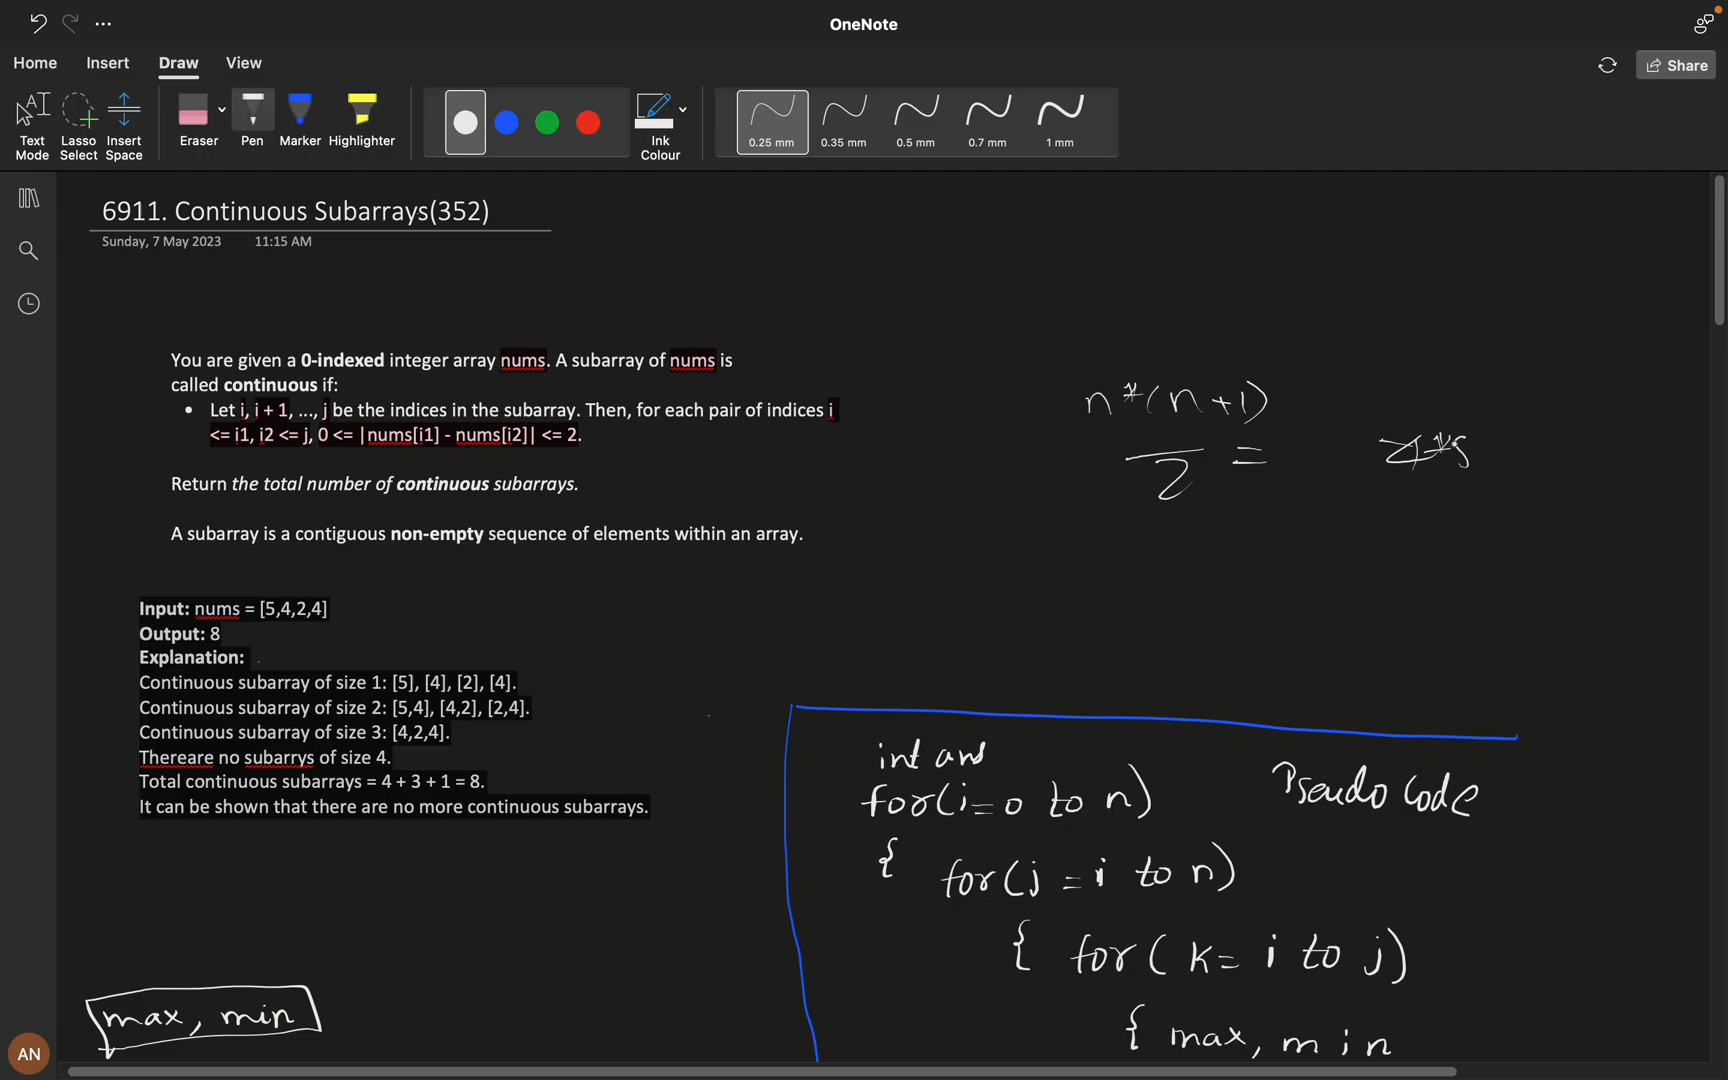 OneNote
Home Insert Draw View
Share
Text Mode
Lasso Select
Insert Space
Eraser
Pen
Marker
Highlighter
Ink Colour
0.25 mm
0.35 mm
0.5 mm
0.7 mm
1 mm
6911. Continuous Subarrays(352)
Sunday, 7 May 2023 11:15 AM
You are given a 0-indexed integer array nums. A subarray of nums is
called continuous if:
• Let i, i + 1, ..., j be the indices in the subarray. Then, for each pair of indices i
<= i1, i2 <= j, 0 <= |nums[i1] - nums[i2]| <= 2.
Return the total number of continuous subarrays.
A subarray is a contiguous non-empty sequence of elements within an array.
n*(n+1)
2 = 4*5
Input: nums = [5,4,2,4]
Output: 8
Explanation:
Continuous subarray of size 1: [5], [4], [2], [4].
Continuous subarray of size 2: [5,4], [4,2], [2,4].
Continuous subarray of size 3: [4,2,4].
Thereare no subarrys of size 4.
Total continuous subarrays = 4 + 3 + 1 = 8.
It can be shown that there are no more continuous subarrays.
max, min
int ans
for(i=0 to n)
Pseudo Code
{ for(j=i to n)
{ for( k= i to j)
{ max, min
AN